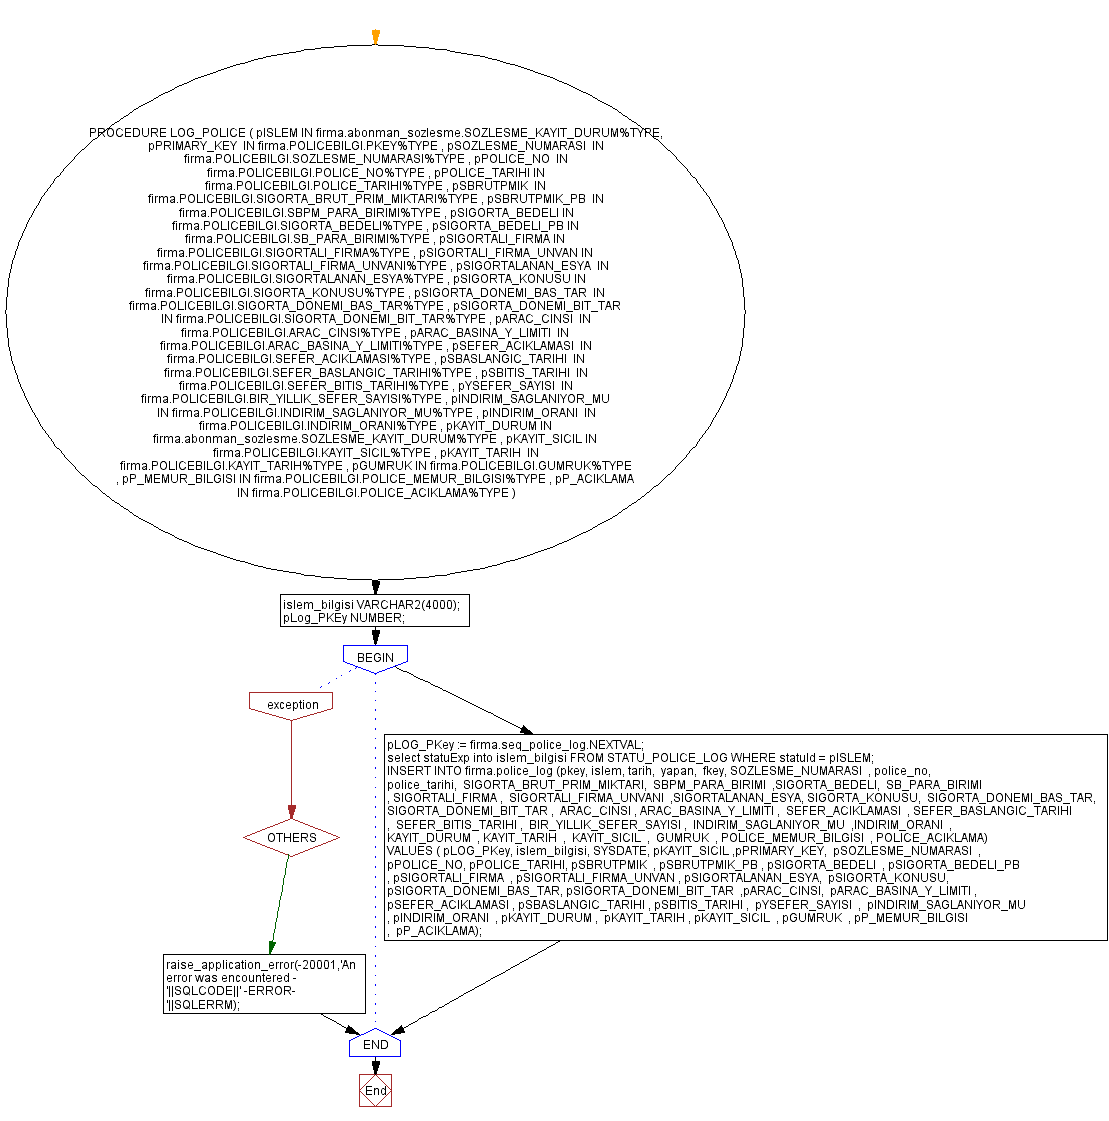 PROCEDURE LOG_POLICE ( pISLEM IN firma.abonman_sozlesme.SOZLESME_KAYIT_DURUM%TYPE,
pPRIMARY_KEY IN firma.POLICEBILGI.PKEY%TYPE , pSOZLESME_NUMARASI IN
firma.POLICEBILGI.SOZLESME_NUMARASI%TYPE , pPOLICE_NO IN
firma.POLICEBILGI.POLICE_NO%TYPE , pPOLICE_TARIHI IN
firma.POLICEBILGI.POLICE_TARIHI%TYPE , pSBRUTPMIK IN
firma.POLICEBILGI.SIGORTA_BRUT_PRIM_MIKTARI%TYPE , pSBRUTPMIK_PB IN
firma.POLICEBILGI.SBPM_PARA_BIRIMI%TYPE , pSIGORTA_BEDELI IN
firma.POLICEBILGI.SIGORTA_BEDELI%TYPE , pSIGORTA_BEDELI_PB IN
firma.POLICEBILGI.SB_PARA_BIRIMI%TYPE , pSIGORTALI_FIRMA IN
firma.POLICEBILGI.SIGORTALI_FIRMA%TYPE , pSIGORTALI_FIRMA_UNVAN IN
firma.POLICEBILGI.SIGORTALI_FIRMA_UNVANI%TYPE , pSIGORTALANAN_ESYA IN
firma.POLICEBILGI.SIGORTALANAN_ESYA%TYPE , pSIGORTA_KONUSU IN
firma.POLICEBILGI.SIGORTA_KONUSU%TYPE , pSIGORTA_DONEMI_BAS_TAR IN
firma.POLICEBILGI.SIGORTA_DONEMI_BAS_TAR%TYPE , pSIGORTA_DONEMI_BIT_TAR
IN firma.POLICEBILGI.SIGORTA_DONEMI_BIT_TAR%TYPE , pARAC_CINSI IN
firma.POLICEBILGI.ARAC_CINSI%TYPE , pARAC_BASINA_Y_LIMITI IN
firma.POLICEBILGI.ARAC_BASINA_Y_LIMITI%TYPE , pSEFER_ACIKLAMASI IN
firma.POLICEBILGI.SEFER_ACIKLAMASI%TYPE , pSBASLANGIC_TARIHI IN
firma.POLICEBILGI.SEFER_BASLANGIC_TARIHI%TYPE , pSBITIS_TARIHI IN
firma.POLICEBILGI.SEFER_BITIS_TARIHI%TYPE , pYSEFER_SAYISI IN
firma.POLICEBILGI.BIR_YILLIK_SEFER_SAYISI%TYPE , pINDIRIM_SAGLANIYOR_MU
IN firma.POLICEBILGI.INDIRIM_SAGLANIYOR_MU%TYPE , pINDIRIM_ORANI IN
firma.POLICEBILGI.INDIRIM_ORANI%TYPE , pKAYIT_DURUM IN
firma.abonman_sozlesme.SOZLESME_KAYIT_DURUM%TYPE , pKAYIT_SICIL IN
firma.POLICEBILGI.KAYIT_SICIL%TYPE , pKAYIT_TARIH IN
firma.POLICEBILGI.KAYIT_TARIH%TYPE , pGUMRUK IN firma.POLICEBILGI.GUMRUK%TYPE
, pP_MEMUR_BILGISI IN firma.POLICEBILGI.POLICE_MEMUR_BILGISI%TYPE , pP_ACIKLAMA
IN firma.POLICEBILGI.POLICE_ACIKLAMA%TYPE )
islem_bilgisi VARCHAR2(4000);
pLog_PKEy NUMBER;
BEGIN
exception
pLOG_PKey := firma.seq_police_log.NEXTVAL;
select statuExp into islem_bilgisi FROM STATU_POLICE_LOG WHERE statuId = pISLEM;
INSERT INTO firma.police_log (pkey, islem, tarih, yapan, fkey, SOZLESME_NUMARASI , police_no,
police_tarihi, SIGORTA_BRUT_PRIM_MIKTARI, SBPM_PARA_BIRIMI ,SIGORTA_BEDELI, SB_PARA_BIRIMI
, SIGORTALI_FIRMA , SIGORTALI_FIRMA_UNVANI ,SIGORTALANAN_ESYA, SIGORTA_KONUSU, SIGORTA_DONEMI_BAS_TAR,
SIGORTA_DONEMI_BIT_TAR , ARAC_CINSI , ARAC_BASINA_Y_LIMITI , SEFER_ACIKLAMASI , SEFER_BASLANGIC_TARIHI
, SEFER_BITIS_TARIHI , BIR_YILLIK_SEFER_SAYISI , INDIRIM_SAGLANIYOR_MU ,INDIRIM_ORANI ,
KAYIT_DURUM , KAYIT_TARIH , KAYIT_SICIL , GUMRUK , POLICE_MEMUR_BILGISI , POLICE_ACIKLAMA)
VALUES ( pLOG_PKey, islem_bilgisi, SYSDATE, pKAYIT_SICIL ,pPRIMARY_KEY, pSOZLESME_NUMARASI ,
pPOLICE_NO, pPOLICE_TARIHI, pSBRUTPMIK , pSBRUTPMIK_PB , pSIGORTA_BEDELI , pSIGORTA_BEDELI_PB
, pSIGORTALI_FIRMA , pSIGORTALI_FIRMA_UNVAN , pSIGORTALANAN_ESYA, pSIGORTA_KONUSU,
pSIGORTA_DONEMI_BAS_TAR, pSIGORTA_DONEMI_BIT_TAR ,pARAC_CINSI, pARAC_BASINA_Y_LIMITI ,
pSEFER_ACIKLAMASI , pSBASLANGIC_TARIHI , pSBITIS_TARIHI , pYSEFER_SAYISI , pINDIRIM_SAGLANIYOR_MU
, pINDIRIM_ORANI , pKAYIT_DURUM , pKAYIT_TARIH , pKAYIT_SICIL , pGUMRUK , pP_MEMUR_BILGISI
, pP_ACIKLAMA);
OTHERS
raise_application_error(-20001,'An
error was encountered -
'||SQLCODE||' -ERROR-
'||SQLERRM);
END
End